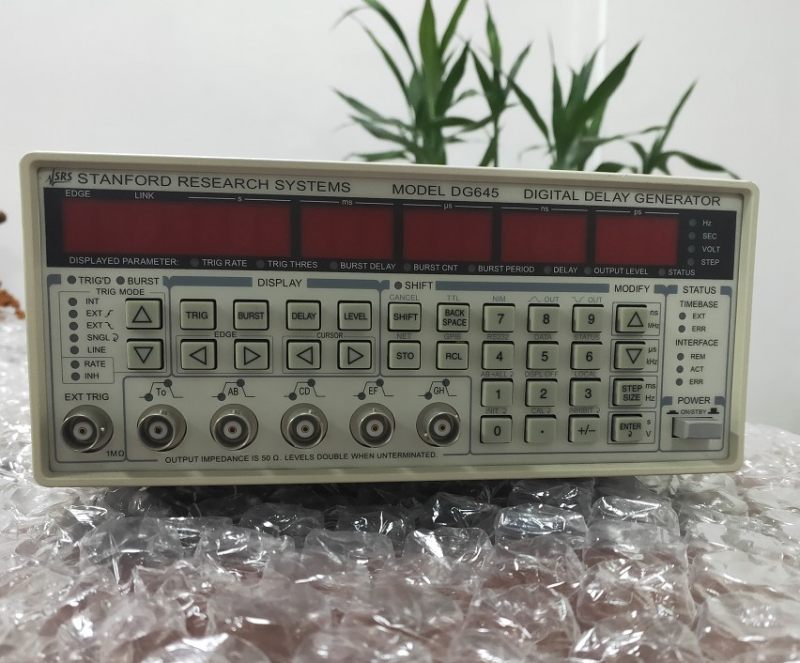 SRS STANFORD RESEARCH SYSTEMS MODEL DG645 DIGITAL DELAY GENERATOR
EDGE LINK s ms µs ns ps
Hz
SEC
VOLT
STEP
DISPLAYED PARAMETER: TRIG RATE TRIG THRES BURST DELAY BURST CNT BURST PERIOD DELAY OUTPUT LEVEL STATUS
TRIG'D BURST
TRIG MODE
INT
EXT
EXT
SNGL
LINE
RATE
INH
DISPLAY
TRIG BURST DELAY LEVEL
EDGE CURSOR
SHIFT MODIFY
CANCEL TTL NIM OUT OUT
SHIFT BACK SPACE 7 8 9 ns MHz
NET GPIB RS232 DATA STATUS
STO RCL 4 5 6 µs kHz
AB→ALL DISPL OFF LOCAL
1 2 3 STEP SIZE ms Hz
INIT CAL INHIBIT
0 . +/− ENTER s V
STATUS
TIMEBASE
EXT
ERR
INTERFACE
REM
ACT
ERR
POWER
ON/STBY
EXT TRIG To AB CD EF GH
1MΩ
OUTPUT IMPEDANCE IS 50 Ω. LEVELS DOUBLE WHEN UNTERMINATED.